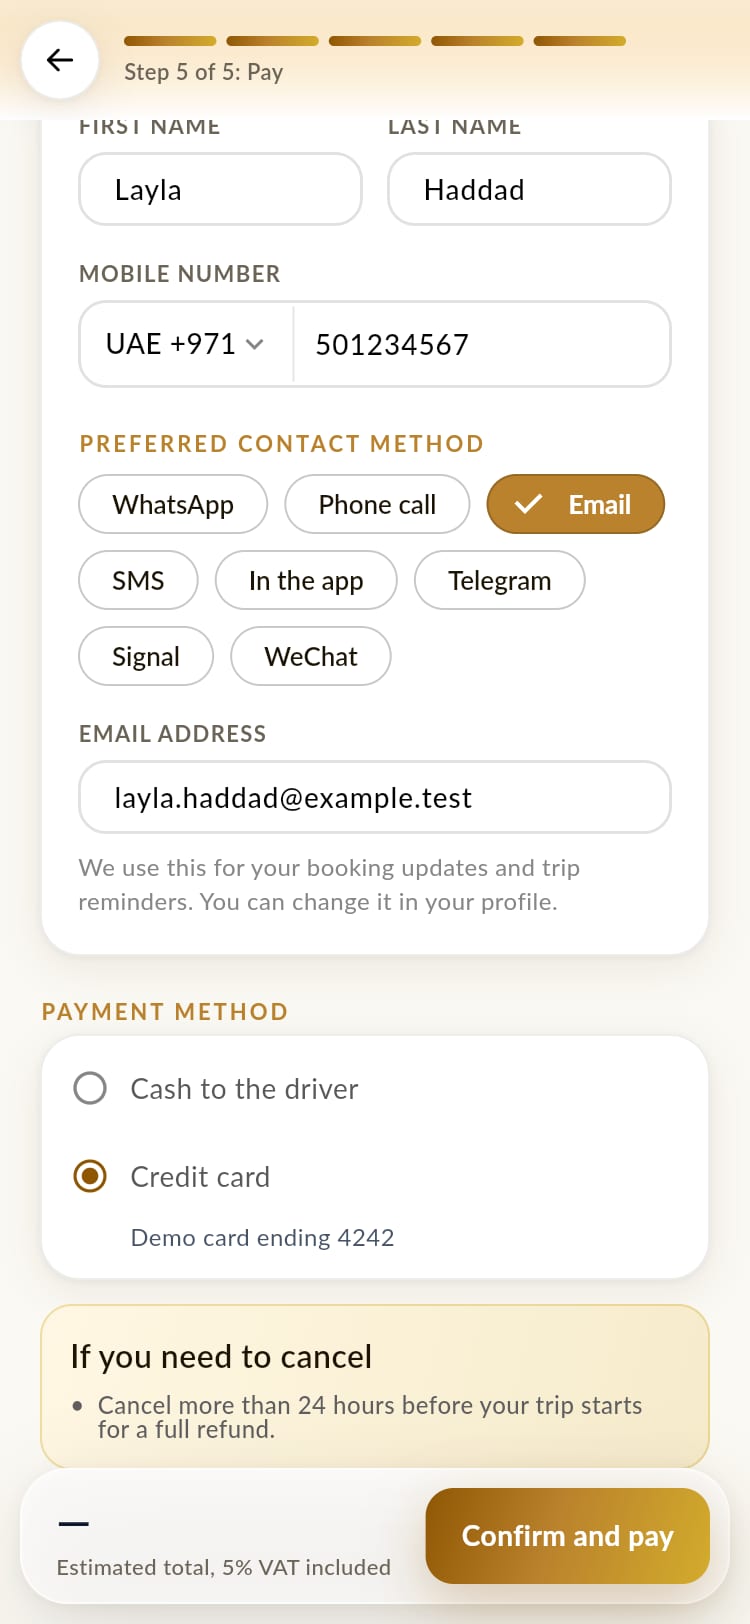 Step 5 of 5: Pay
FIRST NAME
LAST NAME
Layla
Haddad
MOBILE NUMBER
UAE +971
501234567
PREFERRED CONTACT METHOD
WhatsApp
Phone call
Email
SMS
In the app
Telegram
Signal
WeChat
EMAIL ADDRESS
layla.haddad@example.test
We use this for your booking updates and trip
reminders. You can change it in your profile.
PAYMENT METHOD
Cash to the driver
Credit card
Demo card ending 4242
If you need to cancel
• Cancel more than 24 hours before your trip starts
for a full refund.
—
Estimated total, 5% VAT included
Confirm and pay